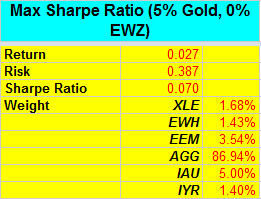 Max Sharpe Ratio (5% Gold, 0%
EWZ)
Return 0.027
Risk 0.387
Sharpe Ratio 0.070
Weight XLE 1.68%
EWH 1.43%
EEM 3.54%
AGG 86.94%
IAU 5.00%
IYR 1.40%